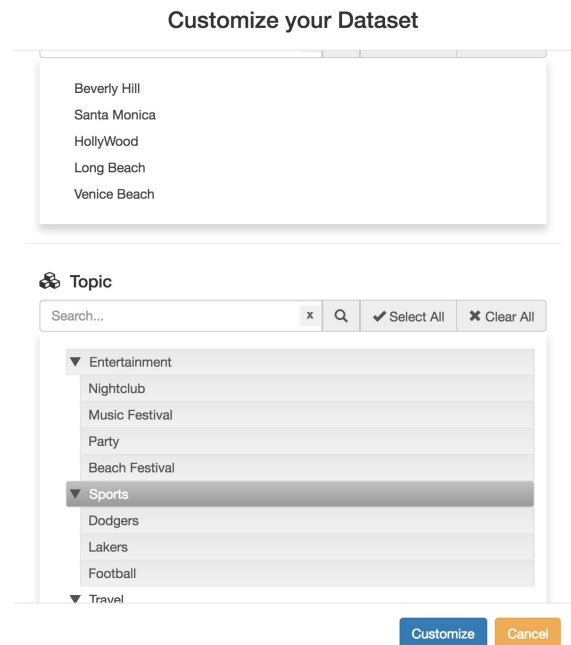 Customize your Dataset
Beverly Hill
Santa Monica
HollyWood
Long Beach
Venice Beach
Topic
Search... x Select All Clear All
Entertainment
Nightclub
Music Festival
Party
Beach Festival
Sports
Dodgers
Lakers
Football
Travel
Customize Cancel